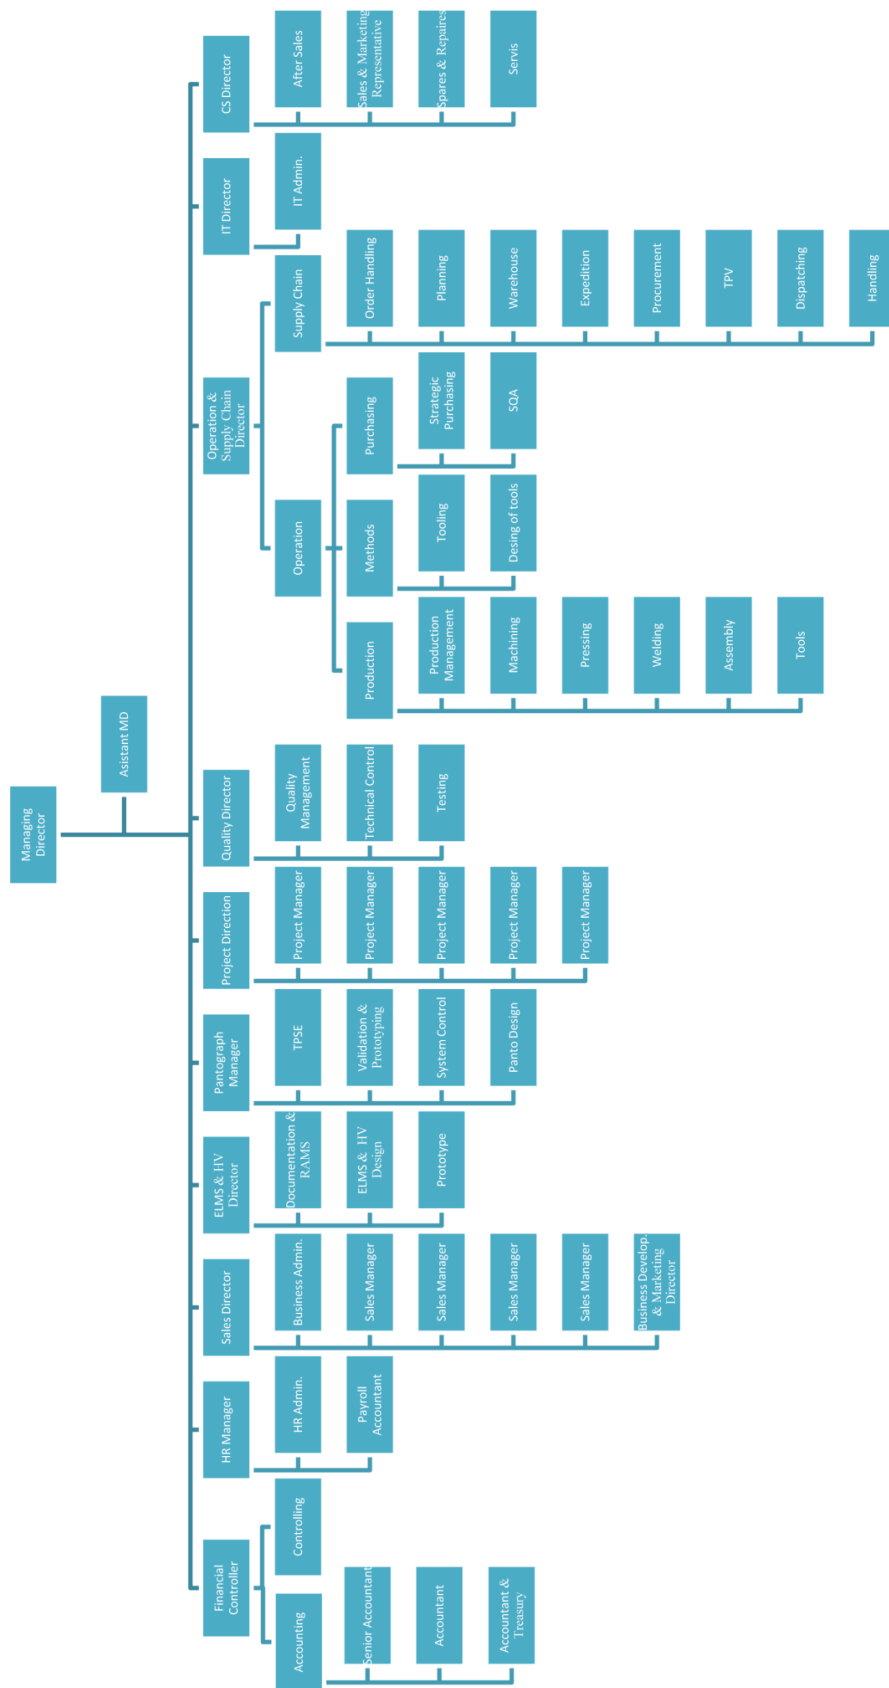 Managing
Director
Asistant MD
Financial
Controller
Accounting
Senior Accountant
Accountant
Accountant &
Treasury
Controlling
HR Manager
HR Admin.
Payroll
Accountant
Sales Director
Business Admin.
Sales Manager
Sales Manager
Sales Manager
Sales Manager
Business Develop.
& Marketing
Director
ELMS & HV
Director
Documentation &
RAMS
ELMS & HV
Design
Prototype
Pantograph
Manager
TPSE
Validation &
Prototyping
System Control
Panto Design
Project Direction
Project Manager
Project Manager
Project Manager
Project Manager
Project Manager
Quality Director
Quality
Management
Technical Control
Testing
Operation &
Supply Chain
Director
Operation
Production
Production
Management
Machining
Pressing
Welding
Assembly
Tools
Methods
Tooling
Desing of tools
Purchasing
Strategic
Purchasing
SQA
Supply Chain
Order Handling
Planning
Warehouse
Expedition
Procurement
TPV
Dispatching
Handling
IT Director
IT Admin.
CS Director
After Sales
Sales & Marketing
Representative
Spares & Repaires
Servis